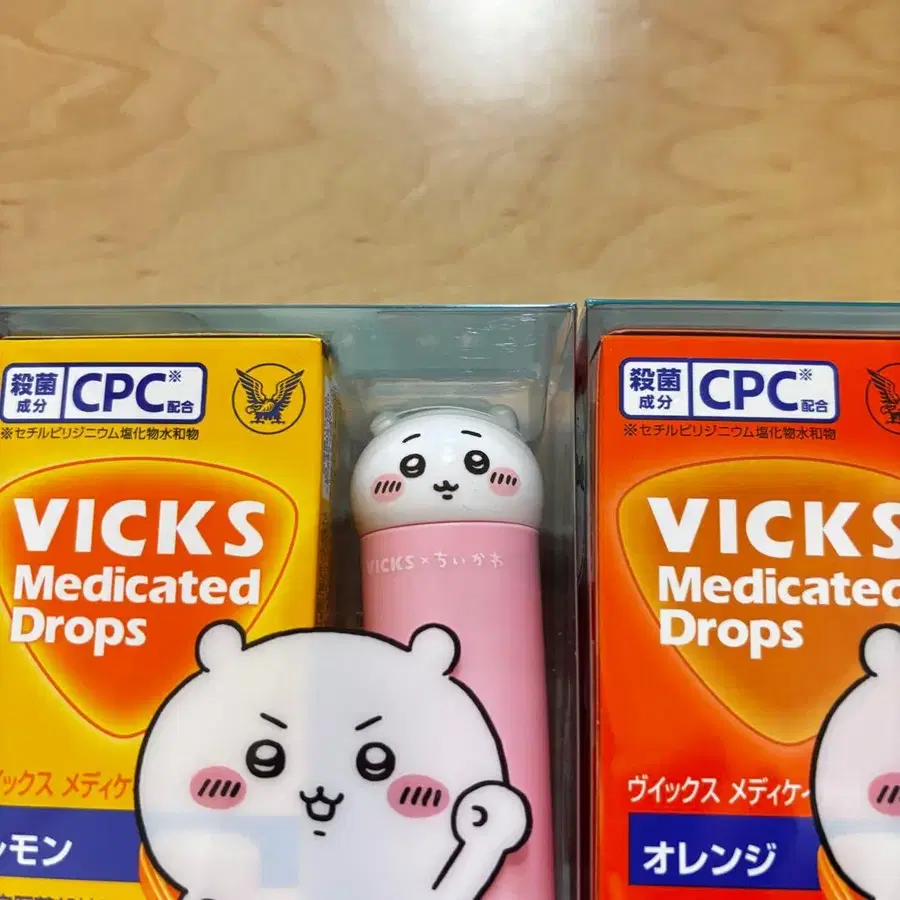 殺菌
成分
CPC※
配合
※セチルピリジニウム塩化物水和物
VICKS
Medicated
Drops
ックス メディケ
モン
VICKS×ちいかわ
殺菌
成分
CPC※
配合
※セチルピリジニウム塩化物水和物
VICKS
Medicated
Drops
ヴイックス メディケ
オレンジ